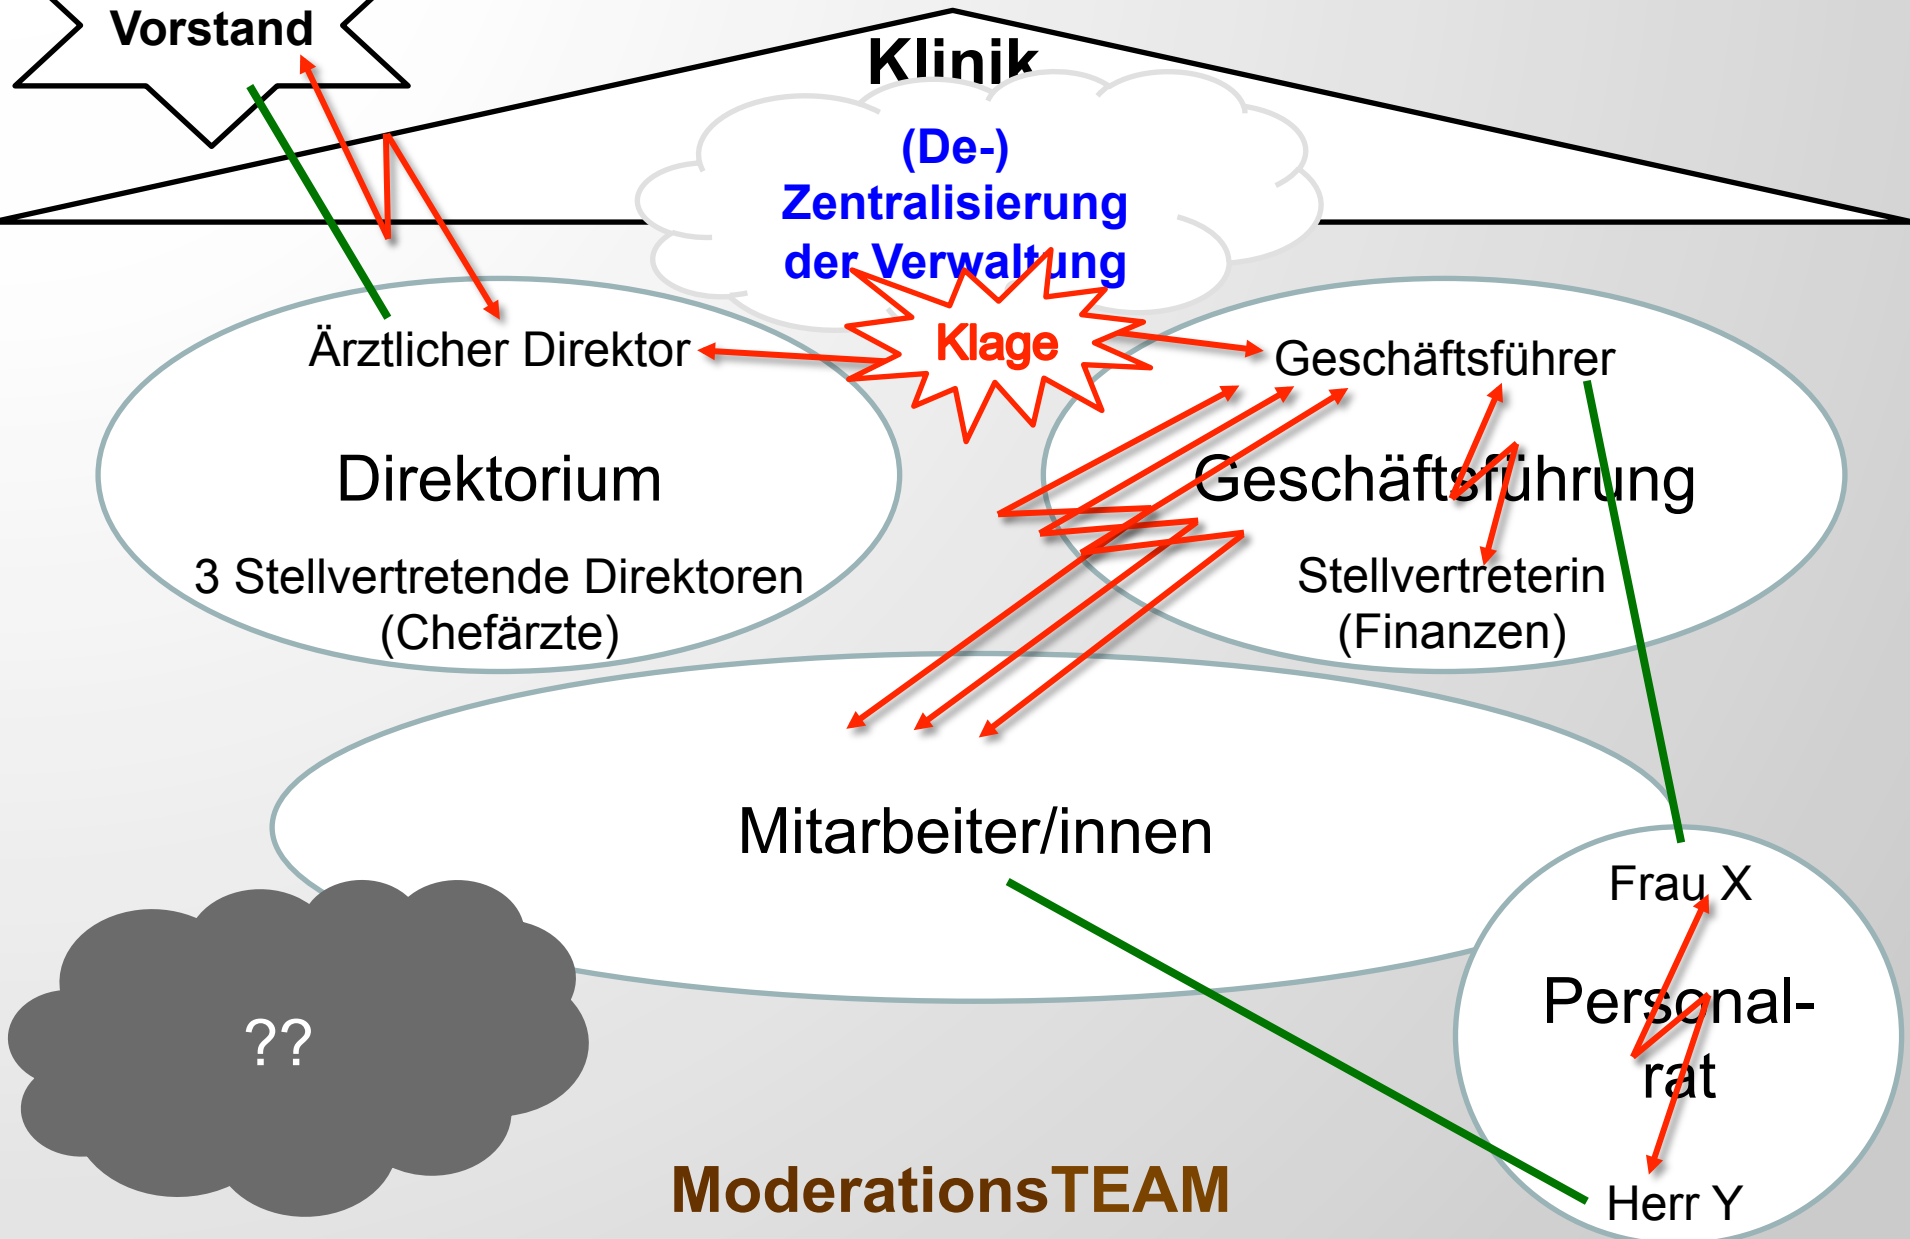 Vorstand
Klinik
(De-)
Zentralisierung
der Verwaltung
Klage
Ärztlicher Direktor
Geschäftsführer
Direktorium
Geschäftsführung
3 Stellvertretende Direktoren
(Chefärzte)
Stellvertreterin
(Finanzen)
Mitarbeiter/innen
Frau X
Personal-
rat
Herr Y
??
ModerationsTEAM